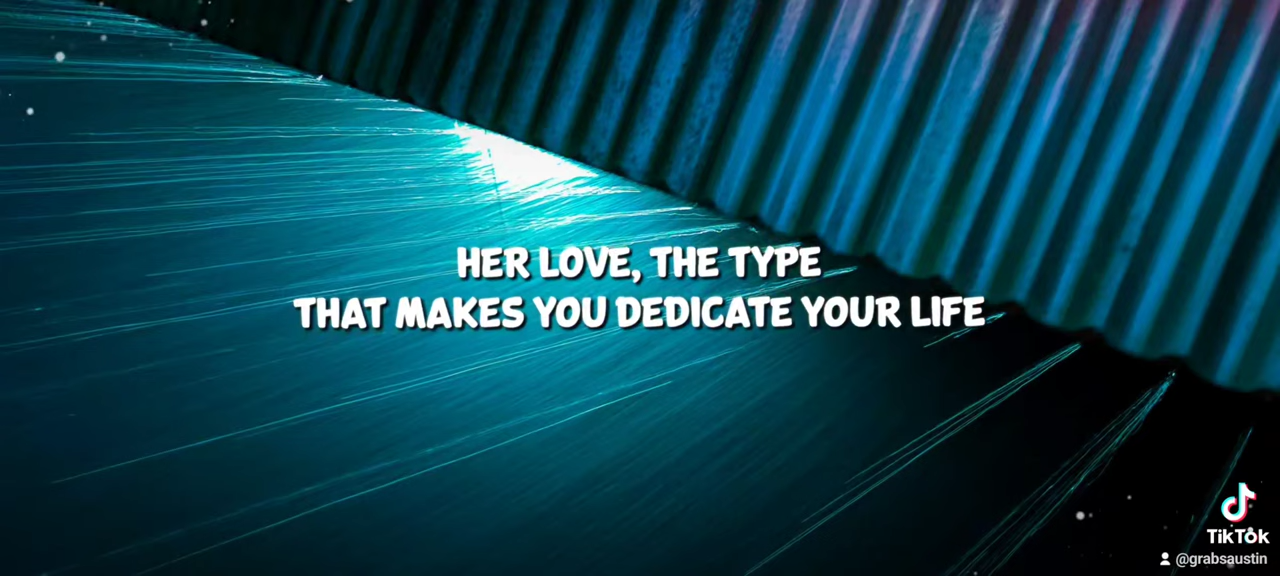 HER LOVE, THE TYPE
THAT MAKES YOU DEDICATE YOUR LIFE
TikTok
@grabsaustin